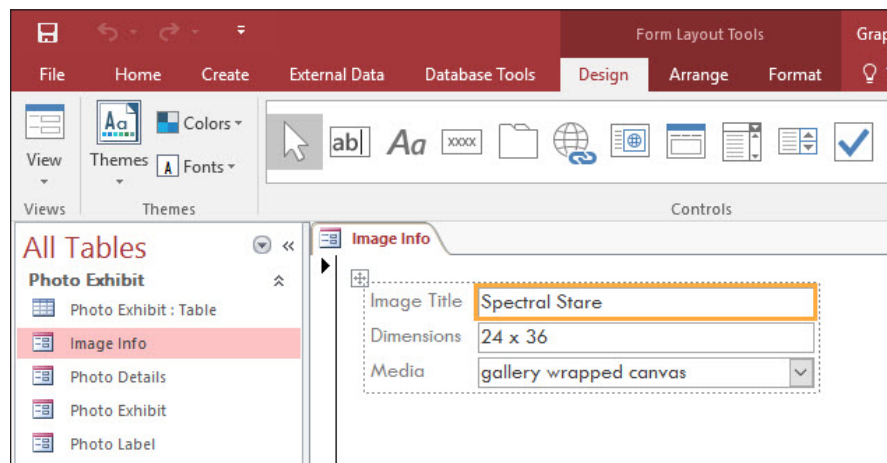 Form Layout Tools
File Home Create External Data Database Tools Design Arrange Format
View
Themes
Aa
Colors
A Fonts
ab
Aa
xxxx
Views Themes Controls
All Tables
Photo Exhibit
Photo Exhibit : Table
Image Info
Photo Details
Photo Exhibit
Photo Label
Image Info
Image Title Spectral Stare
Dimensions 24 x 36
Media gallery wrapped canvas